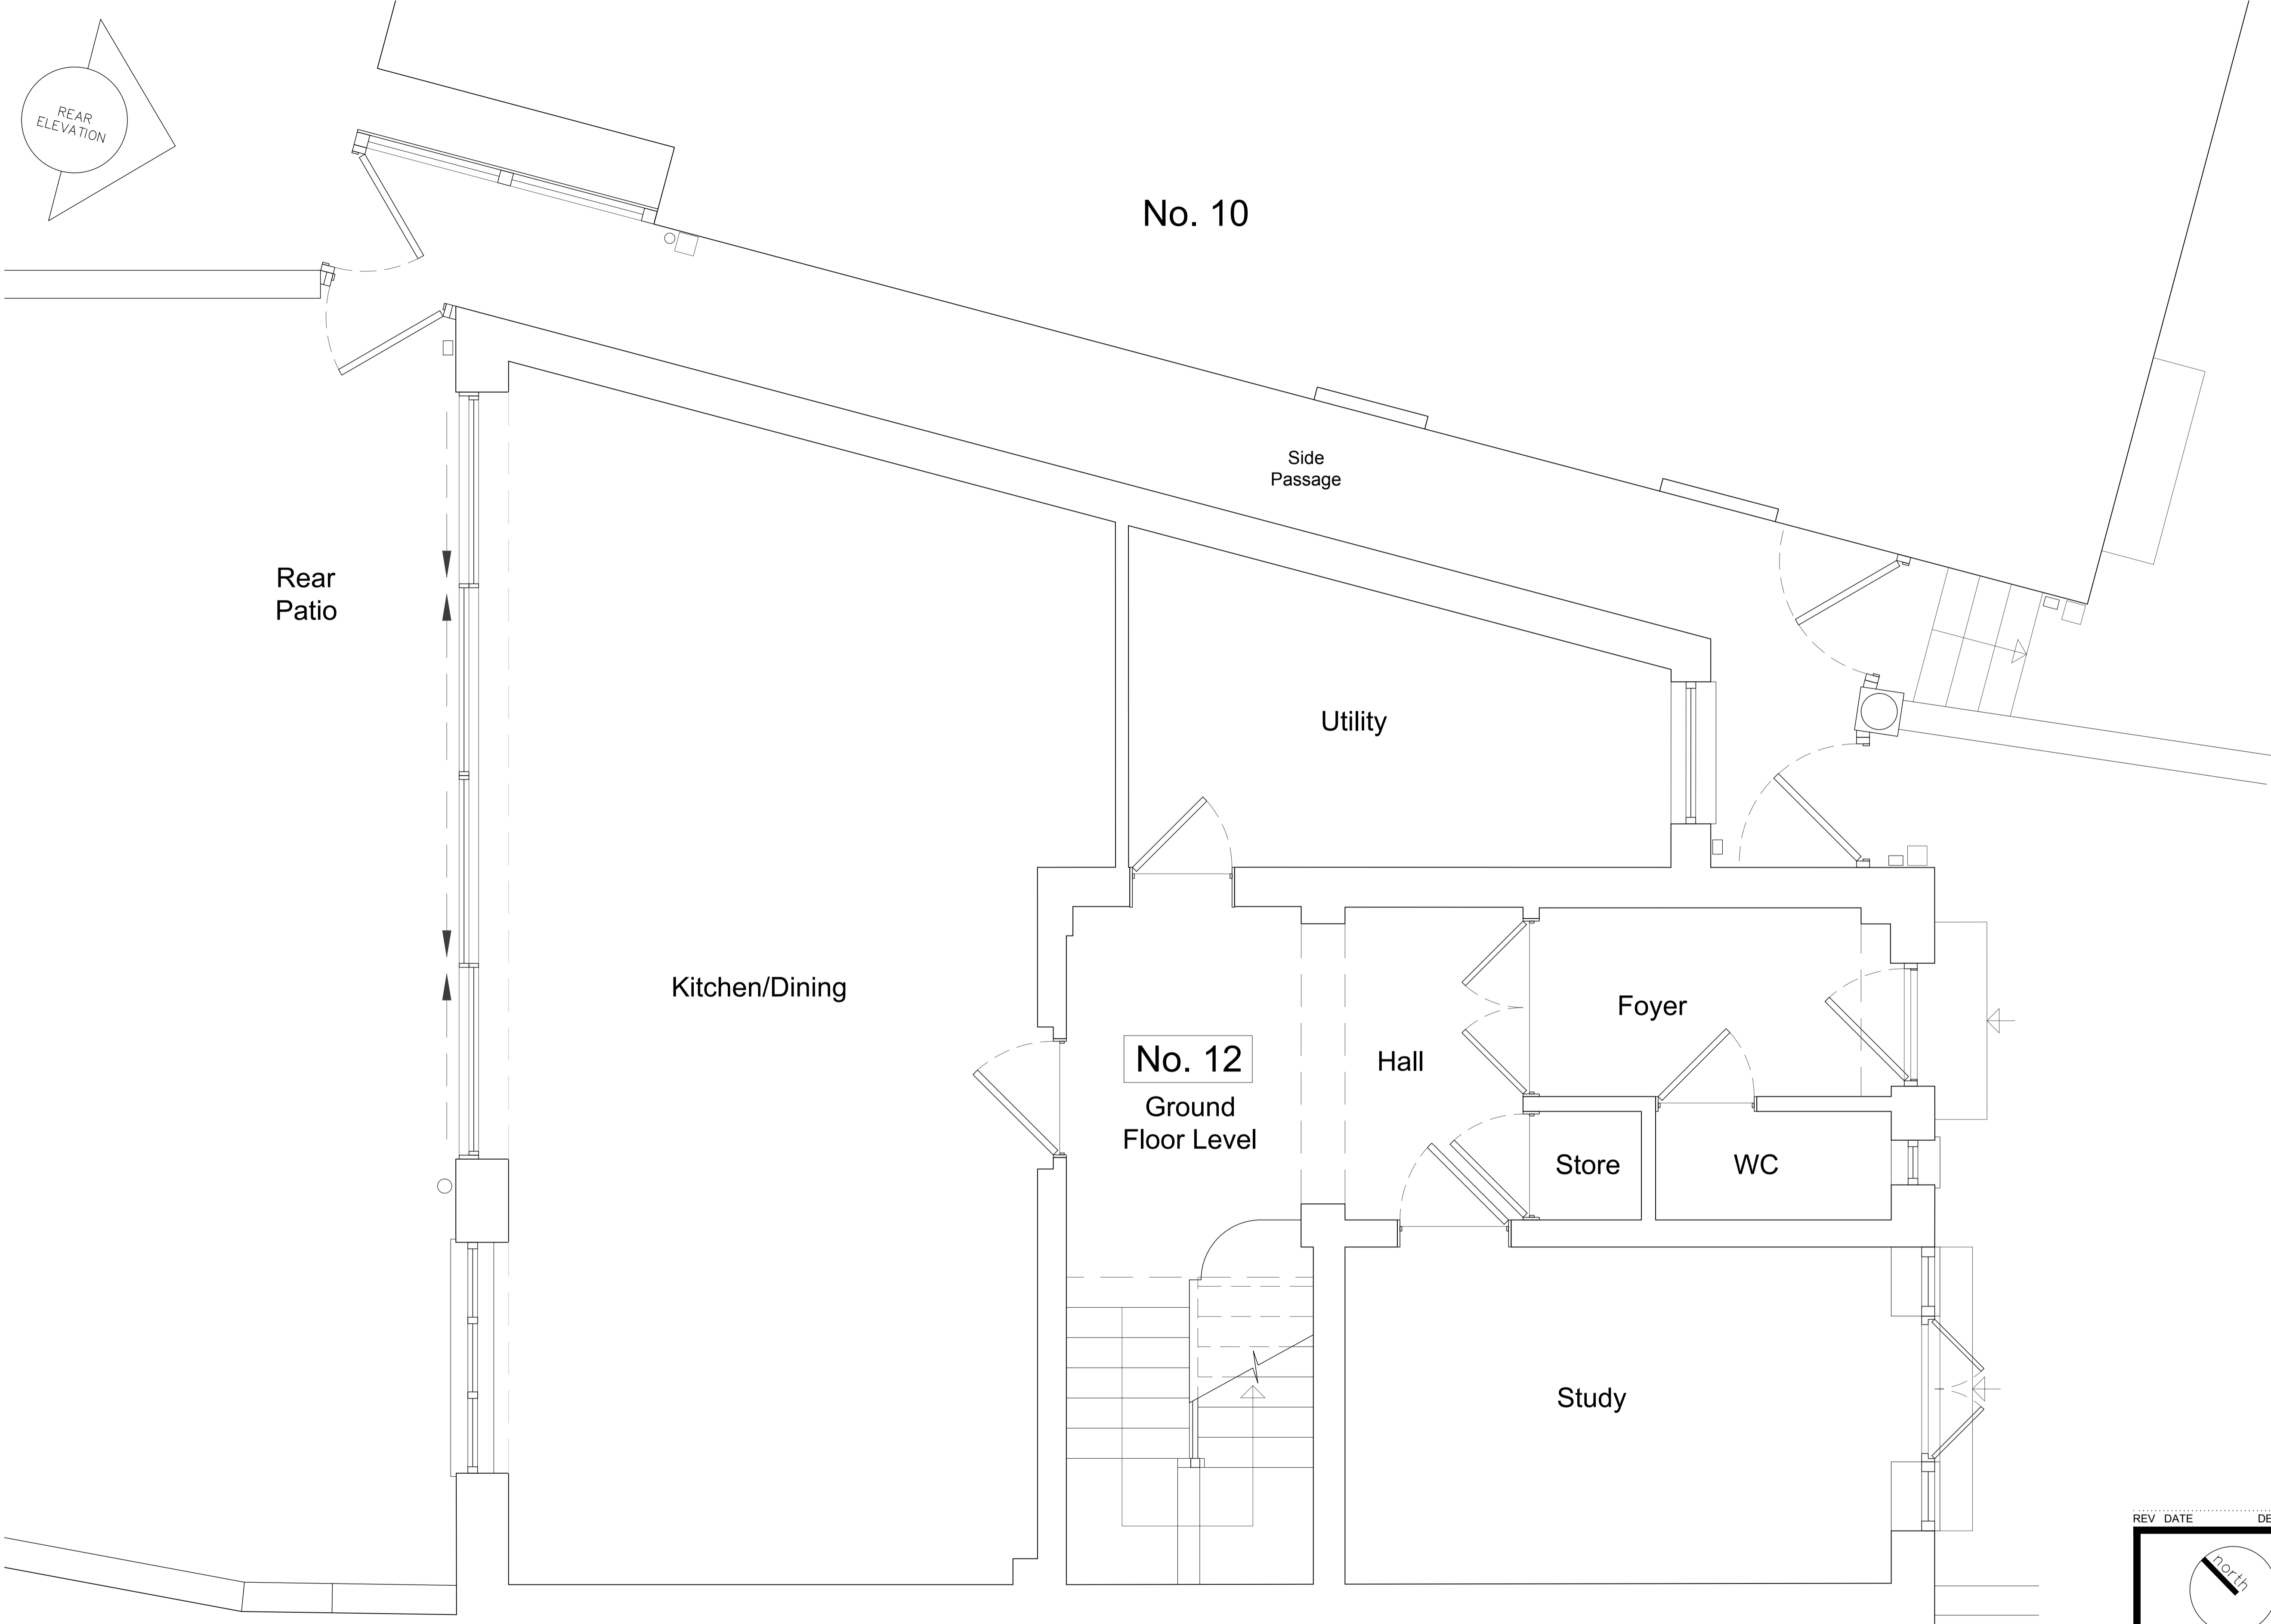 REAR
ELEVATION
No. 10
Side
Passage
Rear
Patio
Utility
Kitchen/Dining
Foyer
No. 12
Hall
Ground
Floor Level
Store
WC
Study
REV DATE DE
north